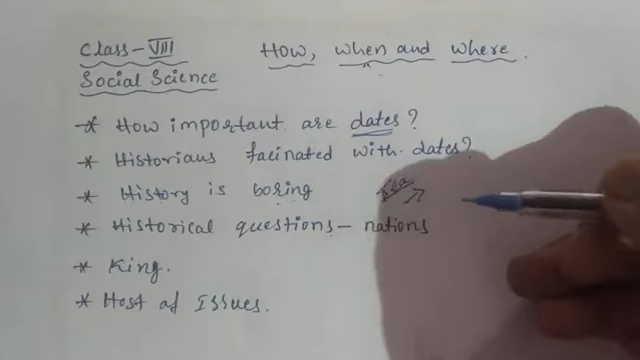 Class-VIII How, when and where.
Social Science
* How important are dates?
* Historians facinated with dates?
* History is boring
* Historical questions - nations
* King.
* Host of Issues.